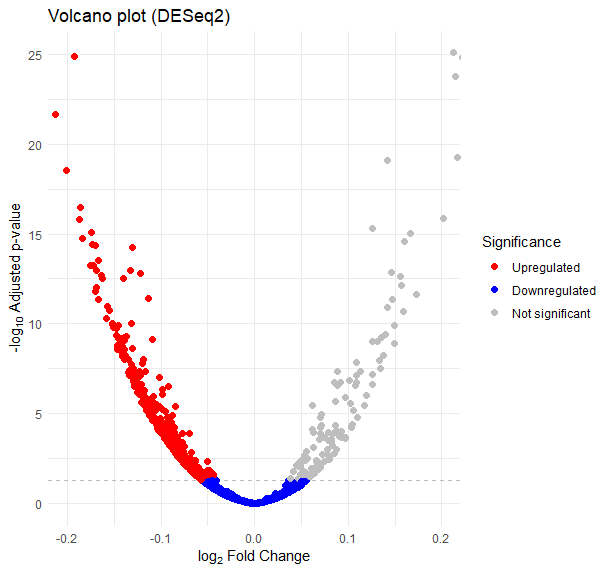 Volcano plot (DESeq2)
-log10 Adjusted p-value
25
20
15
10
5
0
-0.2 -0.1 0.0 0.1 0.2
log2 Fold Change
Significance
Upregulated
Downregulated
Not significant